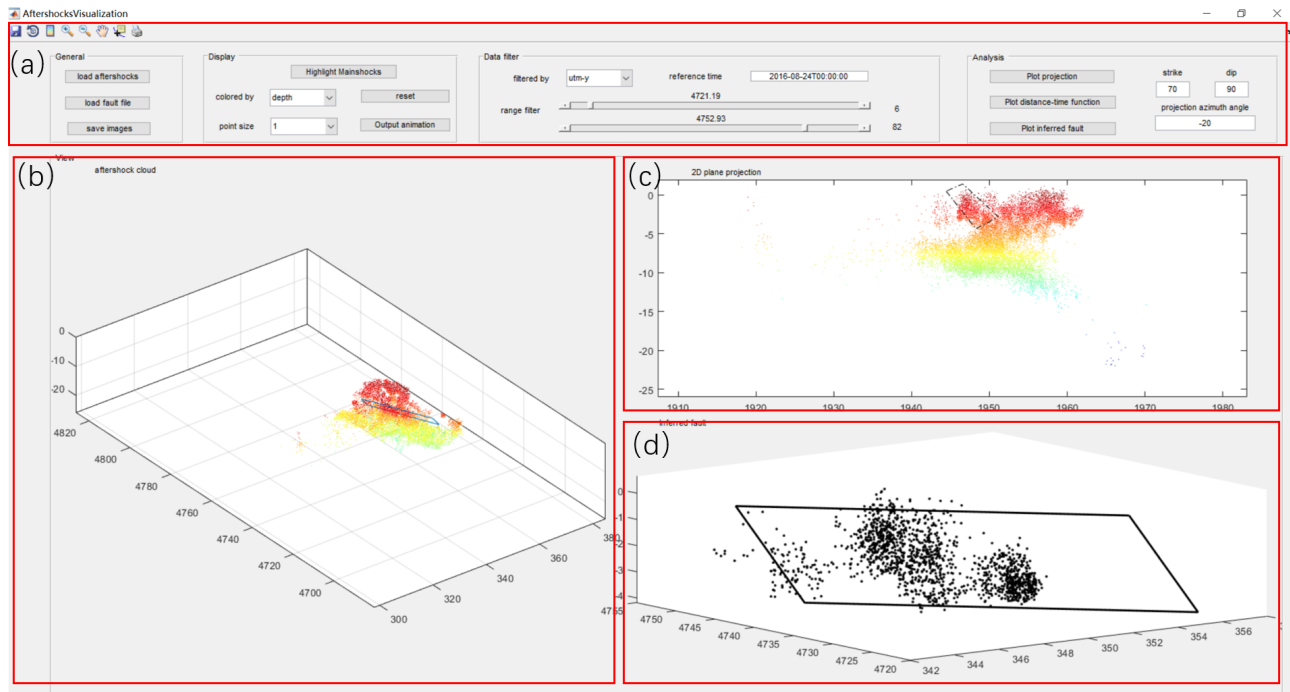 AftershocksVisualization
(a)
General
load aftershocks
load fault file
save images
Display
Highlight Mainshocks
colored by depth reset
point size 1 Output animation
Data filter
filtered by utm-y reference time 2016-08-24T00:00:00
range filter
4721.19
6
4752.93
82
Analysis
Plot projection
Plot distance-time function
Plot inferred fault
strike dip
70 90
projection azimuth angle
-20
View
(b)
aftershock cloud
0
-10
-20
4820
4800
4780
4760
4740
4720
4700
300
320
340
360
380
(c)
2D plane projection
0
-5
-10
-15
-20
-25
1910 1920 1930 1940 1950 1960 1970 1980
Inferred fault
(d)
0
-1
-2
-3
-4
4755
4750
4745
4740
4735
4730
4725
4720
342
344
346
348
350
352
354
356